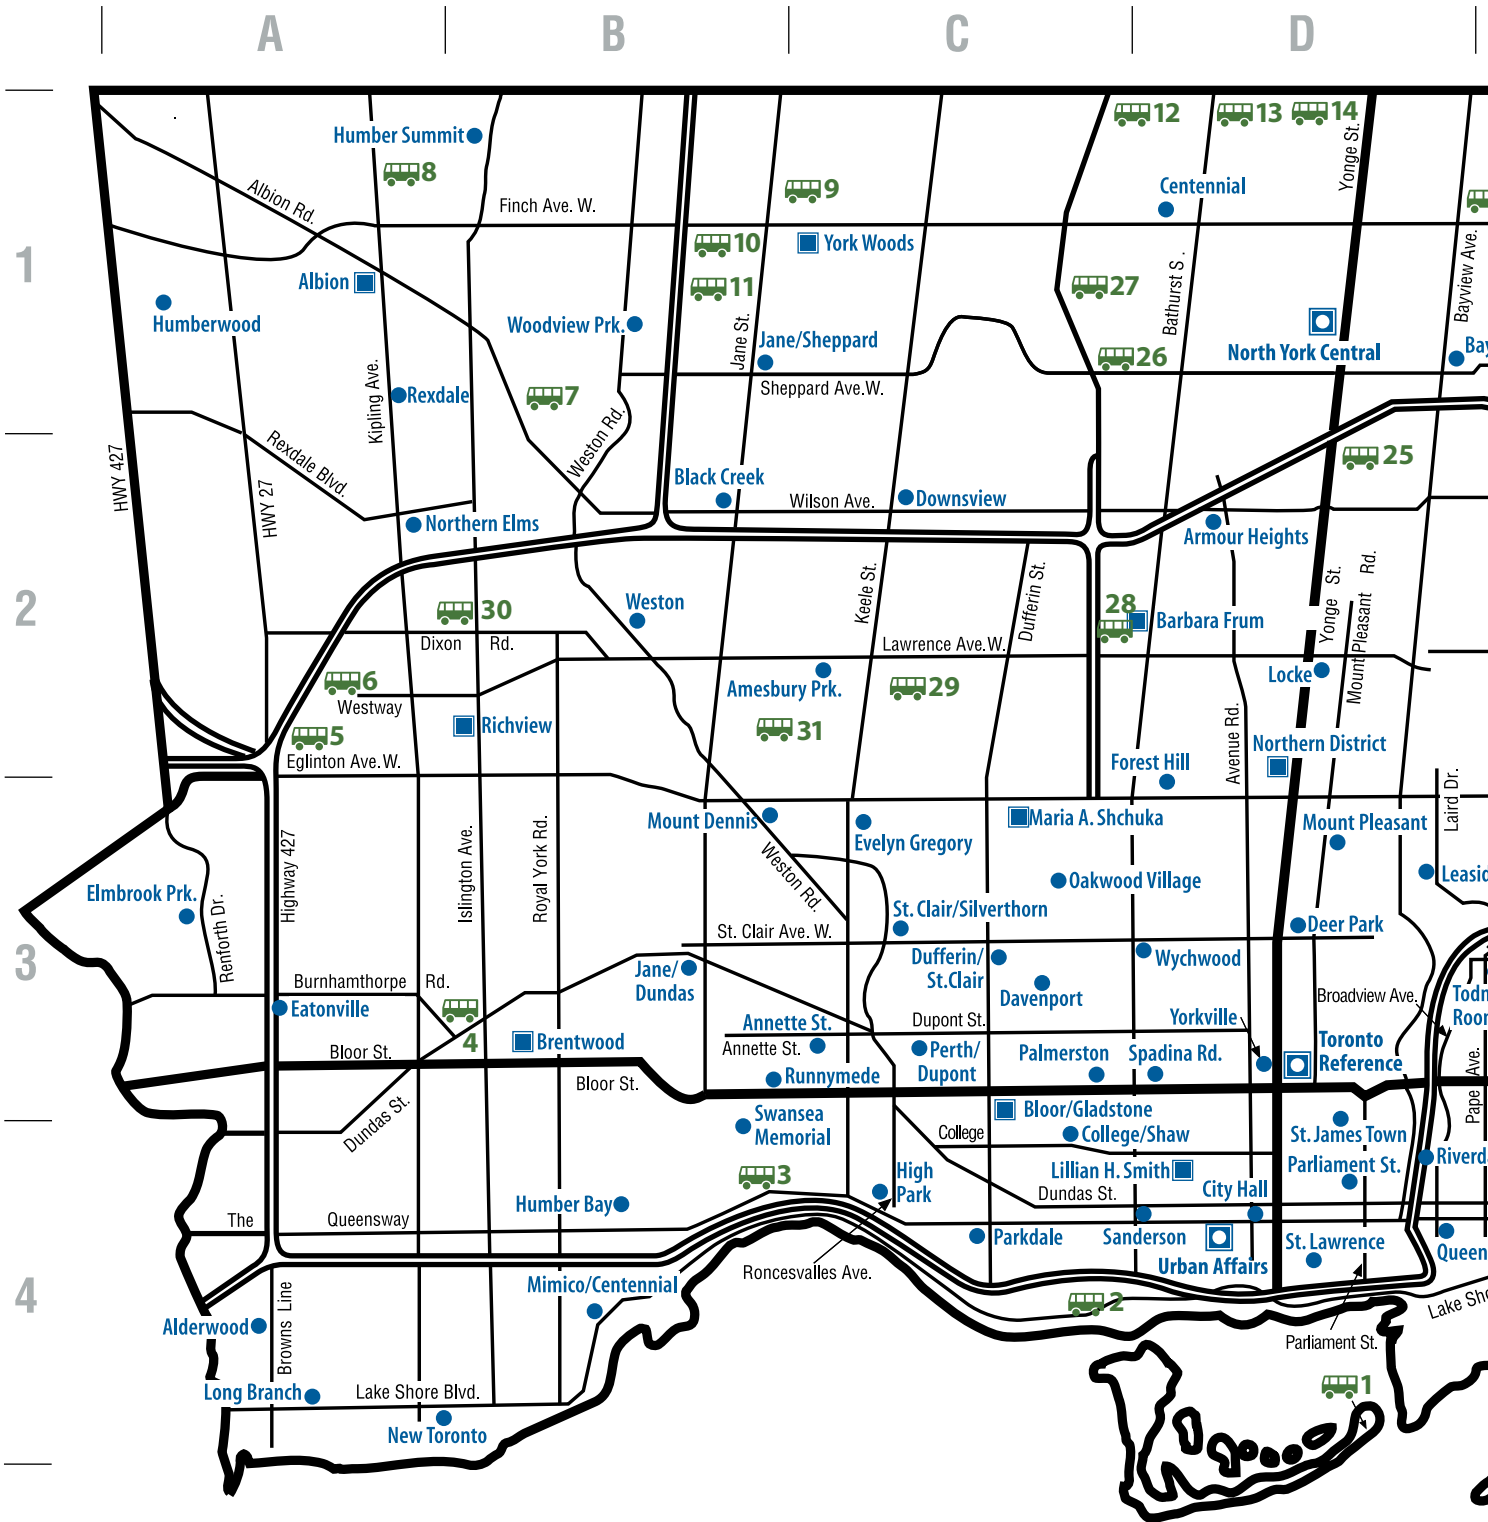 A
B
C
D
1
2
3
4
Humber Summit
8
Albion Rd.
Finch Ave. W.
9
12
13
14
Yonge St.
Centennial
10
York Woods
11
Albion
Humberwood
Woodview Prk.
Jane St.
Jane/Sheppard
Sheppard Ave.W.
27
26
Bathurst S .
North York Central
Bayview Ave.
Bay
Kipling Ave.
Rexdale
7
Weston Rd.
HWY 427
Rexdale Blvd.
HWY 27
Northern Elms
Black Creek
Wilson Ave.
Downsview
25
Armour Heights
30
Dixon
Rd.
Weston
Keele St.
Dufferin St.
28
Barbara Frum
Yonge St.
Mount Pleasant Rd.
Lawrence Ave.W.
6
Westway
Amesbury Prk.
29
Locke
5
Richview
31
Eglinton Ave.W.
Forest Hill
Avenue Rd.
Northern District
Laird Dr.
Mount Dennis
Evelyn Gregory
Maria A. Shchuka
Mount Pleasant
Weston Rd.
Highway 427
Islington Ave.
Royal York Rd.
Elmbrook Prk.
Renforth Dr.
Oakwood Village
Leasid
St. Clair/Silverthorn
St. Clair Ave. W.
Deer Park
Dufferin/
St.Clair
Wychwood
Jane/
Dundas
Burnhamthorpe
Rd.
Davenport
Broadview Ave.
Todm
Roor
Eatonville
4
Brentwood
Annette St.
Dupont St.
Yorkville
Toronto
Reference
Annette St.
Perth/
Dupont
Palmerston
Spadina Rd.
Bloor St.
Bloor St.
Runnymede
Pape Ave.
Dundas St.
Swansea
Memorial
Bloor/Gladstone
College
College/Shaw
St. James Town
3
High
Park
Lillian H. Smith
Parliament St.
Riverda
Dundas St.
City Hall
Humber Bay
The
Queensway
Parkdale
Sanderson
Urban Affairs
St. Lawrence
Queen
Roncesvalles Ave.
Mimico/Centennial
2
Lake Sho
Browns Line
Alderwood
Parliament St.
Long Branch
Lake Shore Blvd.
1
New Toronto